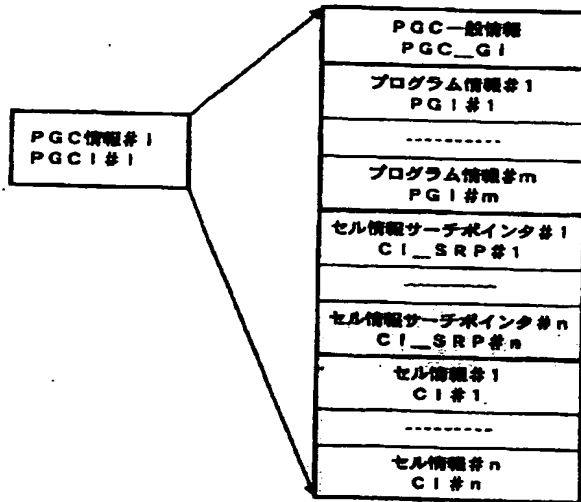 PGC情報#i
PGCI#i
PGC一般情報
PGC_GI
プログラム情報#1
PGI#1
プログラム情報#m
PGI#m
セル情報サーチポインタ#1
CI_SRP#1
セル情報サーチポインタ#n
CI_SRP#n
セル情報#1
CI#1
セル情報#n
CI#n